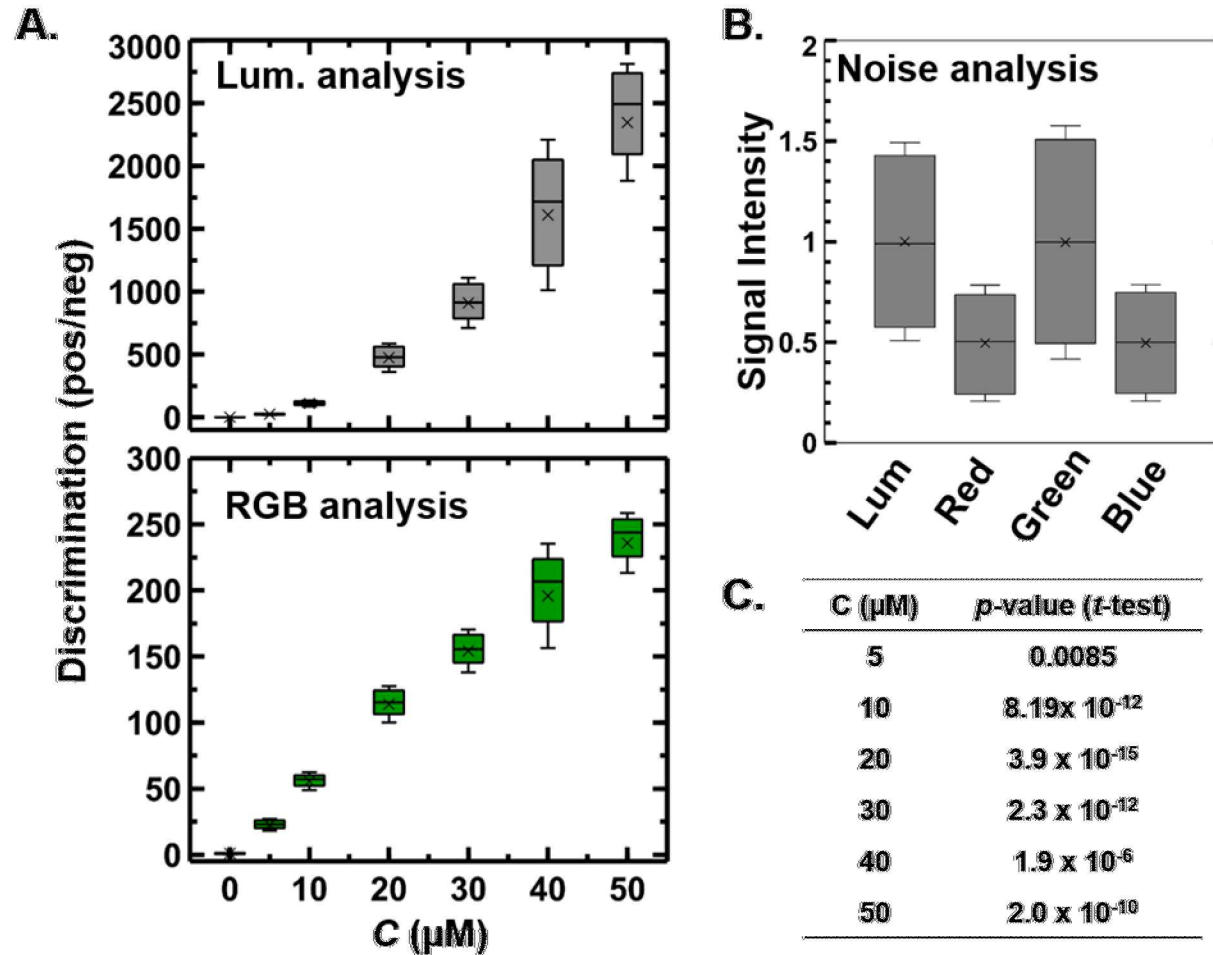 A.
Discrimination (pos/neg)
3000
2500
2000
1500
1000
500
0
Lum. analysis
300
250
200
150
100
50
0
RGB analysis
0 10 20 30 40 50
C (µM)
B.
Signal Intensity
2
1.5
1
0.5
0
Noise analysis
Lum Red Green Blue
C.
C (µM) p-value (t-test)
5 0.0085
10 8.19x 10⁻¹²
20 3.9 x 10⁻¹⁵
30 2.3 x 10⁻¹²
40 1.9 x 10⁻⁶
50 2.0 x 10⁻¹⁰